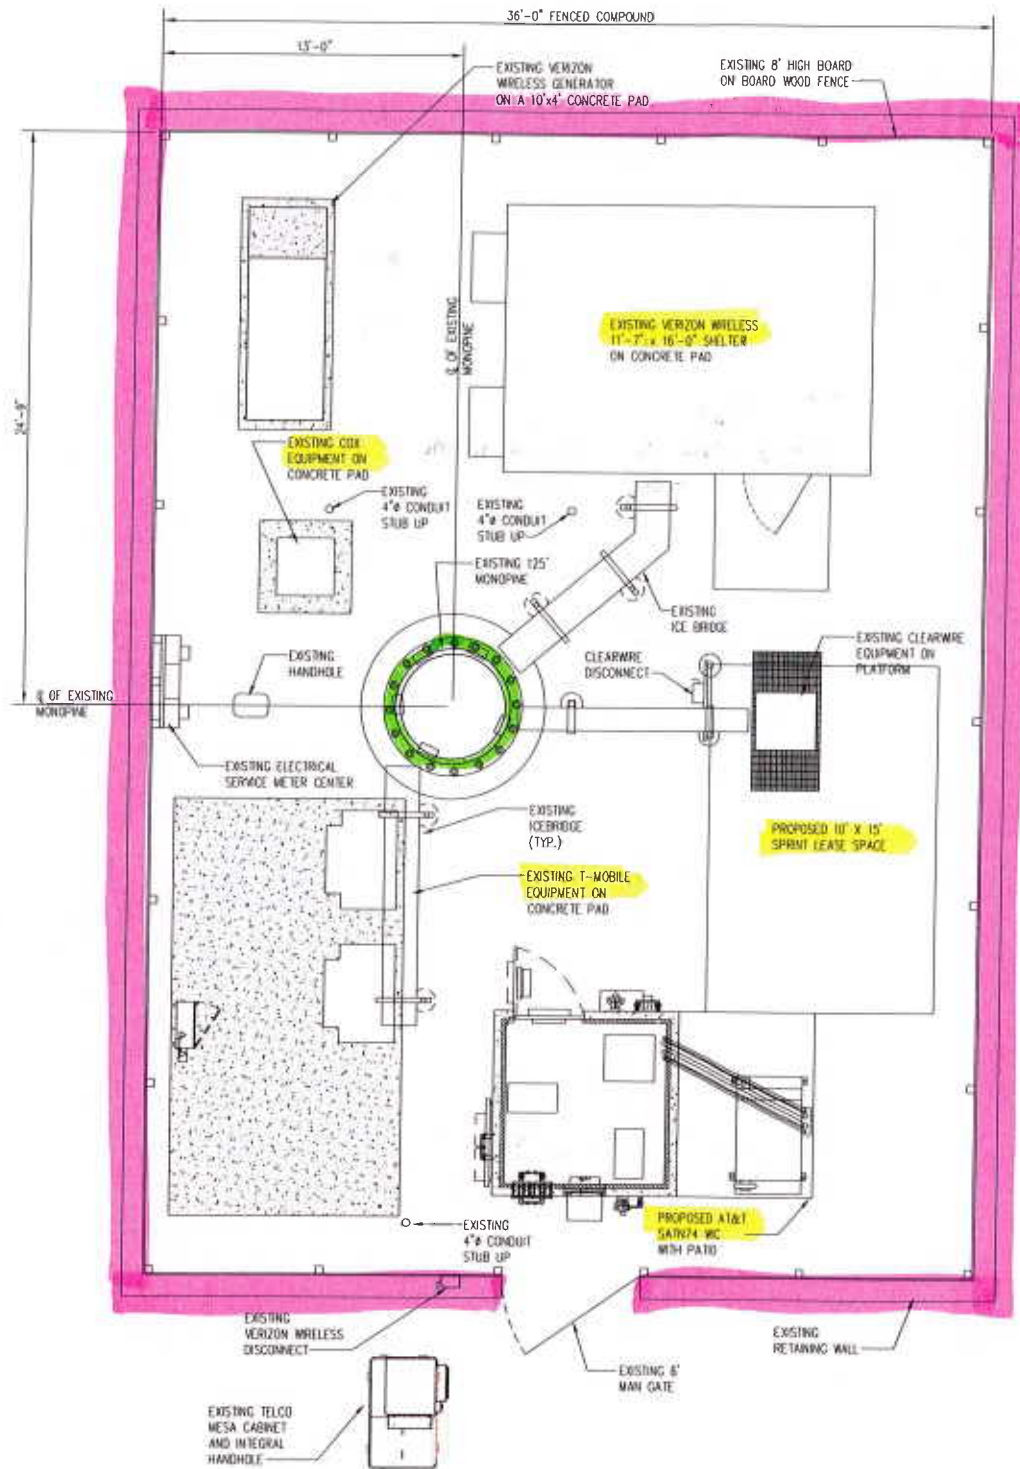 36'-0" FENCED COMPOUND
13'-0"
EXISTING VERIZON
WIRELESS GENERATOR
ON A 10'x4' CONCRETE PAD
EXISTING 8' HIGH BOARD
ON BOARD WOOD FENCE
24'-9"
℄ OF EXISTING
MONOPINE
EXISTING VERIZON WIRELESS
11'-7" x 16'-0" SHELTER
ON CONCRETE PAD
EXISTING COX
EQUIPMENT ON
CONCRETE PAD
EXISTING
4"ø CONDUIT
STUB UP
EXISTING
4"ø CONDUIT
STUB UP
EXISTING 125'
MONOPINE
EXISTING
ICE BRIDGE
EXISTING
HANDHOLE
CLEARWIRE
DISCONNECT
EXISTING CLEARWIRE
EQUIPMENT ON
PLATFORM
℄ OF EXISTING
MONOPINE
EXISTING ELECTRICAL
SERVICE METER CENTER
EXISTING
ICEBRIDGE
(TYP.)
PROPOSED 10' X 15'
SPRINT LEASE SPACE
EXISTING T-MOBILE
EQUIPMENT ON
CONCRETE PAD
PROPOSED AT&T
SATN74 WIC
WITH PATIO
EXISTING
4"ø CONDUIT
STUB UP
EXISTING
VERIZON WIRELESS
DISCONNECT
EXISTING
RETAINING WALL
EXISTING 6'
MAN GATE
EXISTING TELCO
MESA CABINET
AND INTEGRAL
HANDHOLE